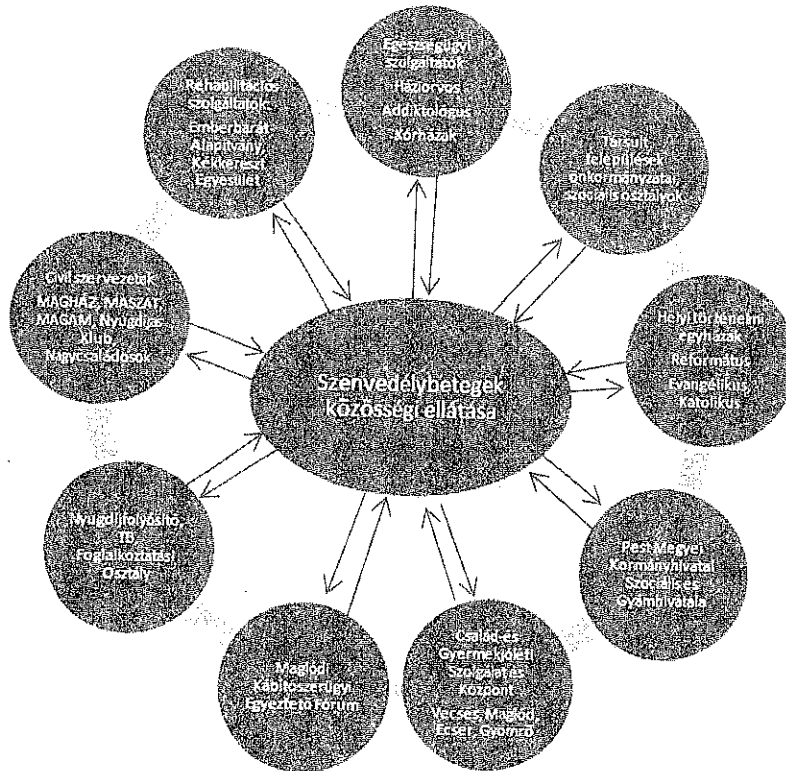 Egészségügyi
szolgáltatók
Háziorvos
Addiktológus
Kórházak
Társult
települések
önkormányzatai,
szociális osztályok
Helyi történelmi
egyházak
Református
Evangélikus,
Katolikus
Pest Megyei
Kormányhivatal
Szociális és
Gyámhivatala
Család és
Gyermekjóléti
Szolgálat és
Központ
Vecsés, Maglód,
Ecser, Gyömrő
Maglódi
Kábítószerügyi
Egyeztető Fórum
Nyugdíjfolyósító,
TB
Foglalkoztatási
Osztály
Civil szervezetek
MAGHÁZ, MASZAT,
MAGAM, Nyugdíjas
Klub,
Nagycsaládosok
Rehabilitációs
szolgáltatók
Emberbarát
Alapítvány,
Kékkereszt
Egyesület
Szenvedélybetegek
közösségi ellátása